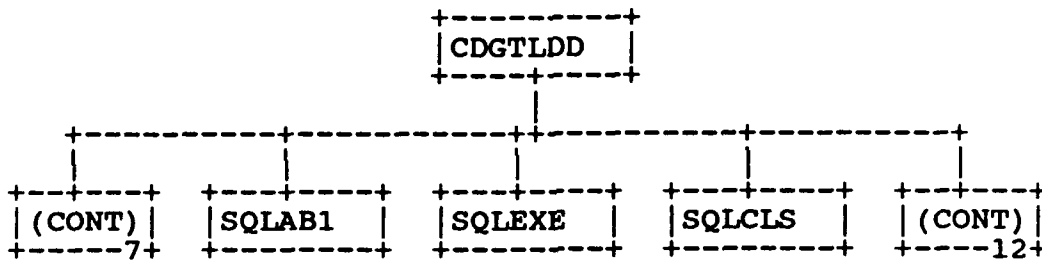 CDGTLDD
(CONT) SQLAB1 SQLEXE SQLCLS (CONT)
7 12